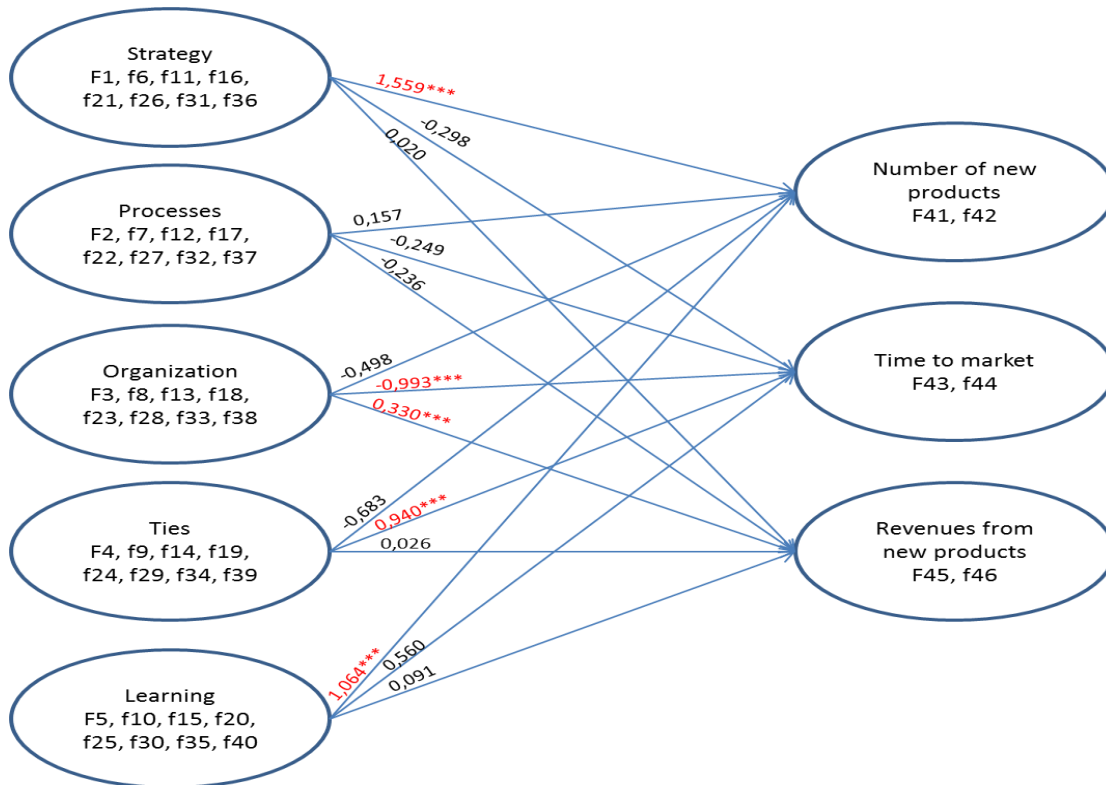 Strategy
F1, f6, f11, f16,
f21, f26, f31, f36
1,559***
-0,298
0,020
Processes
F2, f7, f12, f17,
f22, f27, f32, f37
0,157
-0,249
-0,236
Organization
F3, f8, f13, f18,
f23, f28, f33, f38
-0,498
-0,993***
0,330***
Ties
F4, f9, f14, f19,
f24, f29, f34, f39
-0,683
0,940***
0,026
Learning
F5, f10, f15, f20,
f25, f30, f35, f40
1,064***
0,560
0,091
Number of new
products
F41, f42
Time to market
F43, f44
Revenues from
new products
F45, f46